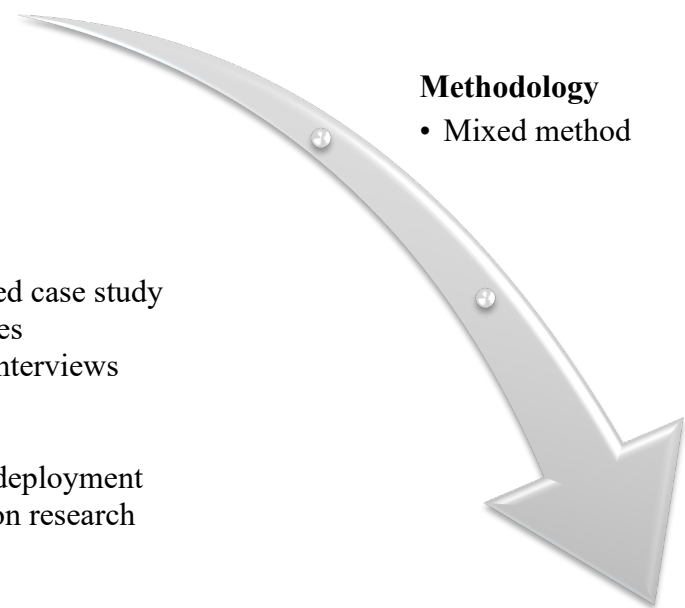 Methodology
• Mixed method
ed case study
es
nterviews
deployment
on research